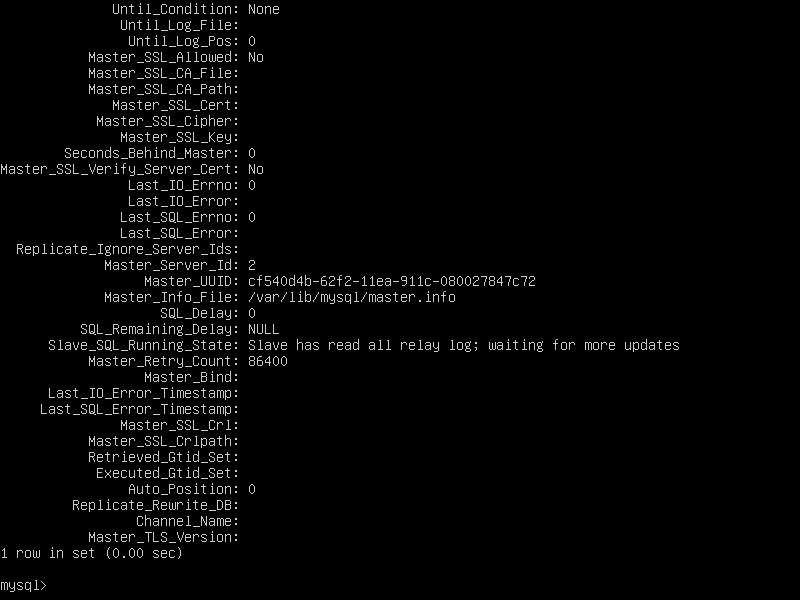 Until_Condition: None
Until_Log_File:
Until_Log_Pos: 0
Master_SSL_Allowed: No
Master_SSL_CA_File:
Master_SSL_CA_Path:
Master_SSL_Cert:
Master_SSL_Cipher:
Master_SSL_Key:
Seconds_Behind_Master: 0
Master_SSL_Verify_Server_Cert: No
Last_IO_Errno: 0
Last_IO_Error:
Last_SQL_Errno: 0
Last_SQL_Error:
Replicate_Ignore_Server_Ids:
Master_Server_Id: 2
Master_UUID: cf540d4b-62f2-11ea-911c-080027847c72
Master_Info_File: /var/lib/mysql/master.info
SQL_Delay: 0
SQL_Remaining_Delay: NULL
Slave_SQL_Running_State: Slave has read all relay log; waiting for more updates
Master_Retry_Count: 86400
Master_Bind:
Last_IO_Error_Timestamp:
Last_SQL_Error_Timestamp:
Master_SSL_Crl:
Master_SSL_Crlpath:
Retrieved_Gtid_Set:
Executed_Gtid_Set:
Auto_Position: 0
Replicate_Rewrite_DB:
Channel_Name:
Master_TLS_Version:
1 row in set (0.00 sec)
mysql>